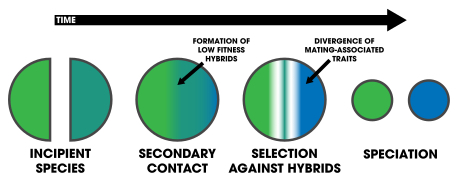 TIME
FORMATION OF
LOW FITNESS
HYBRIDS
DIVERGENCE OF
MATING-ASSOCIATED
TRAITS
INCIPIENT
SPECIES
SECONDARY
CONTACT
SELECTION
AGAINST HYBRIDS
SPECIATION